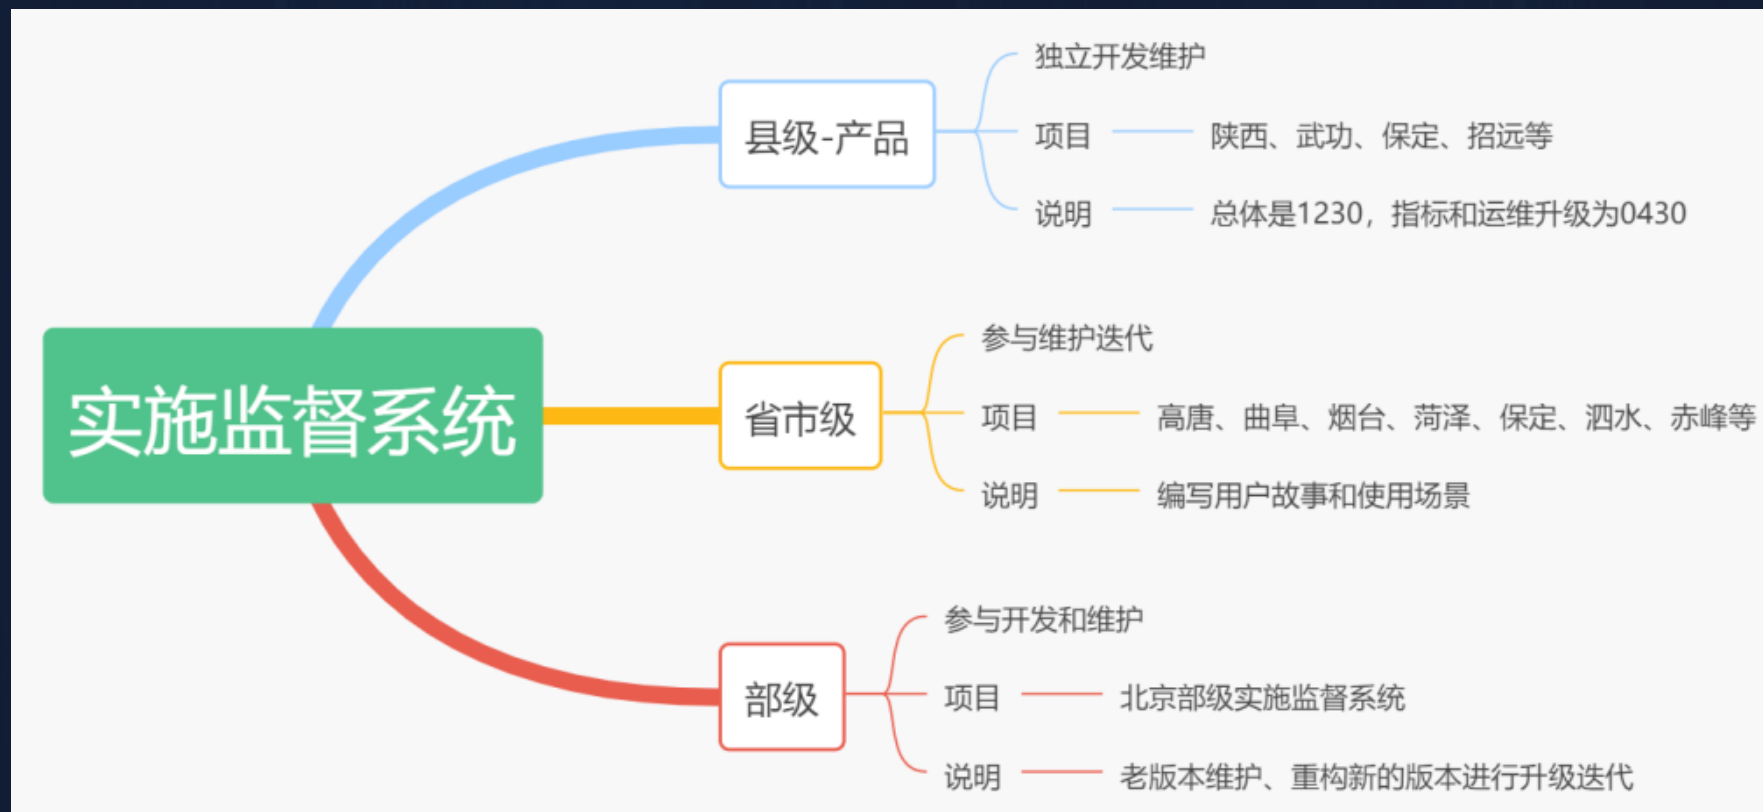 独立开发维护
县级-产品
项目
陕西、武功、保定、招远等
说明
总体是1230，指标和运维升级为0430
实施监督系统
参与维护迭代
省市级
项目
高唐、曲阜、烟台、菏泽、保定、泗水、赤峰等
说明
编写用户故事和使用场景
参与开发和维护
部级
项目
北京部级实施监督系统
说明
老版本维护、重构新的版本进行升级迭代